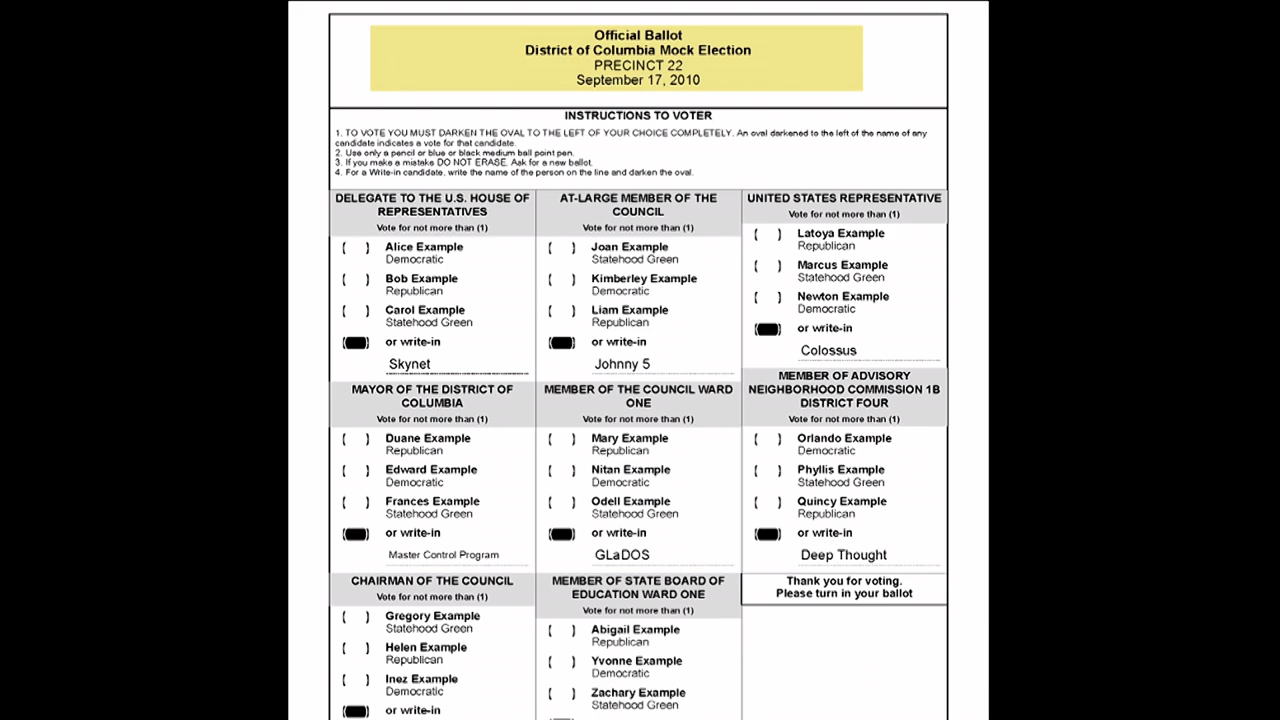 Official Ballot
District of Columbia Mock Election
PRECINCT 22
September 17, 2010
INSTRUCTIONS TO VOTER
1. TO VOTE YOU MUST DARKEN THE OVAL TO THE LEFT OF YOUR CHOICE COMPLETELY. An oval darkened to the left of the name of any
candidate indicates a vote for that candidate.
2. Use only a pencil or blue or black medium ball point pen.
3. If you make a mistake DO NOT ERASE. Ask for a new ballot.
4. For a Write-in candidate, write the name of the person on the line and darken the oval.
DELEGATE TO THE U.S. HOUSE OF
REPRESENTATIVES
Vote for not more than (1)
( ) Alice Example
Democratic
( ) Bob Example
Republican
( ) Carol Example
Statehood Green
or write-in
Skynet
MAYOR OF THE DISTRICT OF
COLUMBIA
Vote for not more than (1)
( ) Duane Example
Republican
( ) Edward Example
Democratic
( ) Frances Example
Statehood Green
or write-in
Master Control Program
CHAIRMAN OF THE COUNCIL
Vote for not more than (1)
( ) Gregory Example
Statehood Green
( ) Helen Example
Republican
( ) Inez Example
Democratic
or write-in
AT-LARGE MEMBER OF THE
COUNCIL
Vote for not more than (1)
( ) Joan Example
Statehood Green
( ) Kimberley Example
Democratic
( ) Liam Example
Republican
or write-in
Johnny 5
MEMBER OF THE COUNCIL WARD
ONE
Vote for not more than (1)
( ) Mary Example
Republican
( ) Nitan Example
Democratic
( ) Odell Example
Statehood Green
or write-in
GLaDOS
MEMBER OF STATE BOARD OF
EDUCATION WARD ONE
Vote for not more than (1)
( ) Abigail Example
Republican
( ) Yvonne Example
Democratic
( ) Zachary Example
Statehood Green
UNITED STATES REPRESENTATIVE
Vote for not more than (1)
( ) Latoya Example
Republican
( ) Marcus Example
Statehood Green
( ) Newton Example
Democratic
or write-in
Colossus
MEMBER OF ADVISORY
NEIGHBORHOOD COMMISSION 1B
DISTRICT FOUR
Vote for not more than (1)
( ) Orlando Example
Democratic
( ) Phyllis Example
Statehood Green
( ) Quincy Example
Republican
or write-in
Deep Thought
Thank you for voting.
Please turn in your ballot